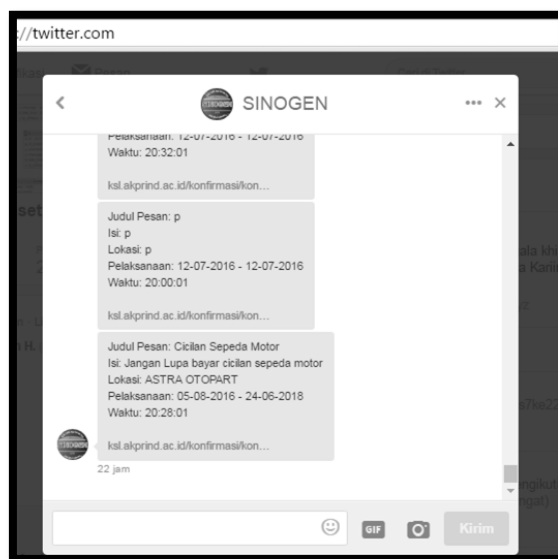 ://twitter.com
SINOGEN
Pelaksanaan: 12-07-2016 - 12-07-2016
Waktu: 20:32:01
ksl.akprind.ac.id/konfirmasi/kon...
Judul Pesan: p
Isi: p
Lokasi: p
Pelaksanaan: 12-07-2016 - 12-07-2016
Waktu: 20:00:01
ksl.akprind.ac.id/konfirmasi/kon...
Judul Pesan: Cicilan Sepeda Motor
Isi: Jangan Lupa bayar cicilan sepeda motor
Lokasi: ASTRA OTOPART
Pelaksanaan: 05-08-2016 - 24-06-2018
Waktu: 20:28:01
ksl.akprind.ac.id/konfirmasi/kon...
22 jam
GIF
Kirim